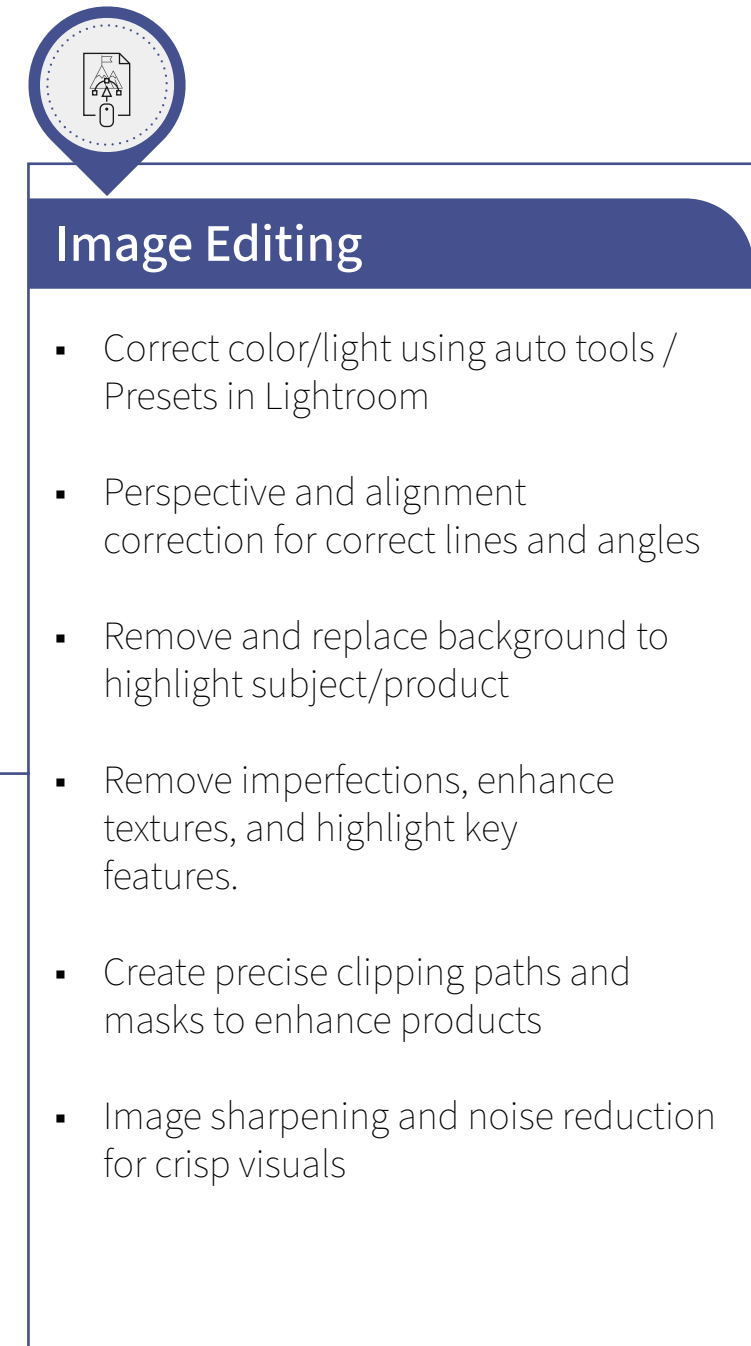 Image Editing
▪ Correct color/light using auto tools /
Presets in Lightroom
▪ Perspective and alignment
correction for correct lines and angles
▪ Remove and replace background to
highlight subject/product
▪ Remove imperfections, enhance
textures, and highlight key
features.
▪ Create precise clipping paths and
masks to enhance products
▪ Image sharpening and noise reduction
for crisp visuals